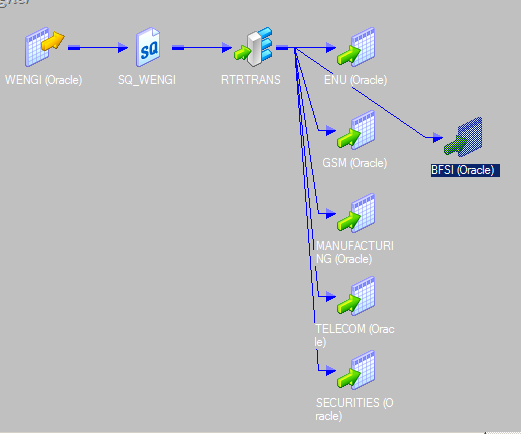 WENGI (Oracle)
SQ_WENGI
RTRTRANS
ENU (Oracle)
GSM (Oracle)
BFSI (Oracle)
MANUFACTURI
NG (Oracle)
TELECOM (Orac
le)
SECURITIES (O
racle)